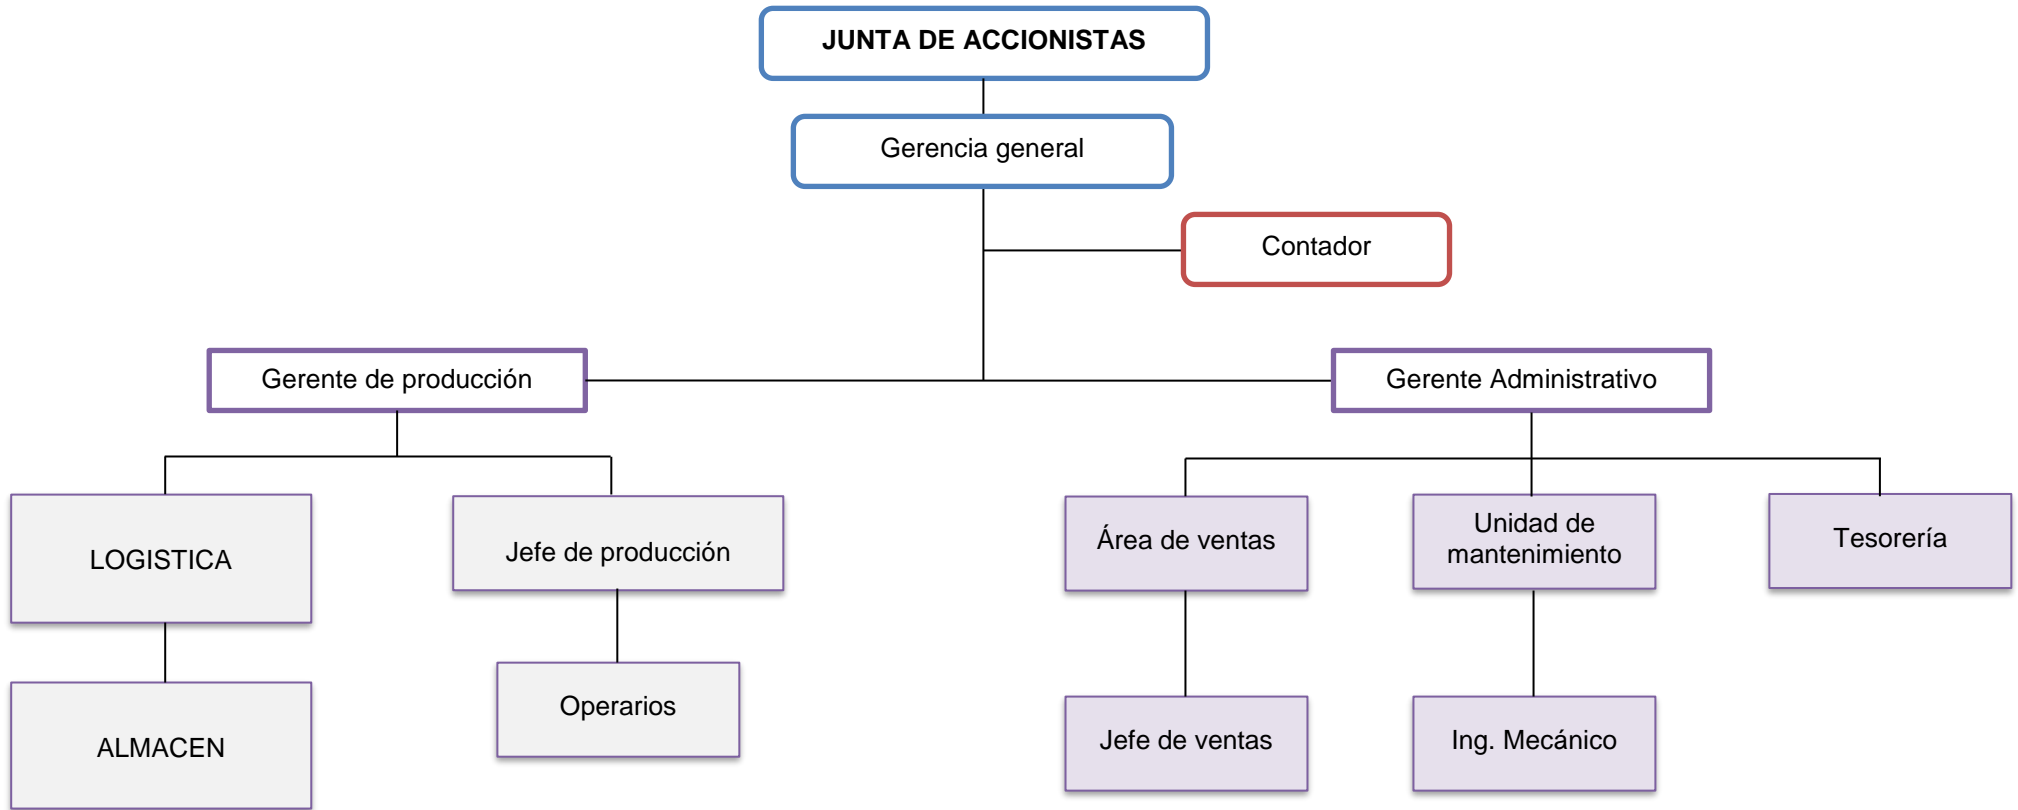 JUNTA DE ACCIONISTAS
Gerencia general
Contador
Gerente de producción
Gerente Administrativo
LOGISTICA
Jefe de producción
Área de ventas
Unidad de
mantenimiento
Tesorería
ALMACEN
Operarios
Jefe de ventas
Ing. Mecánico